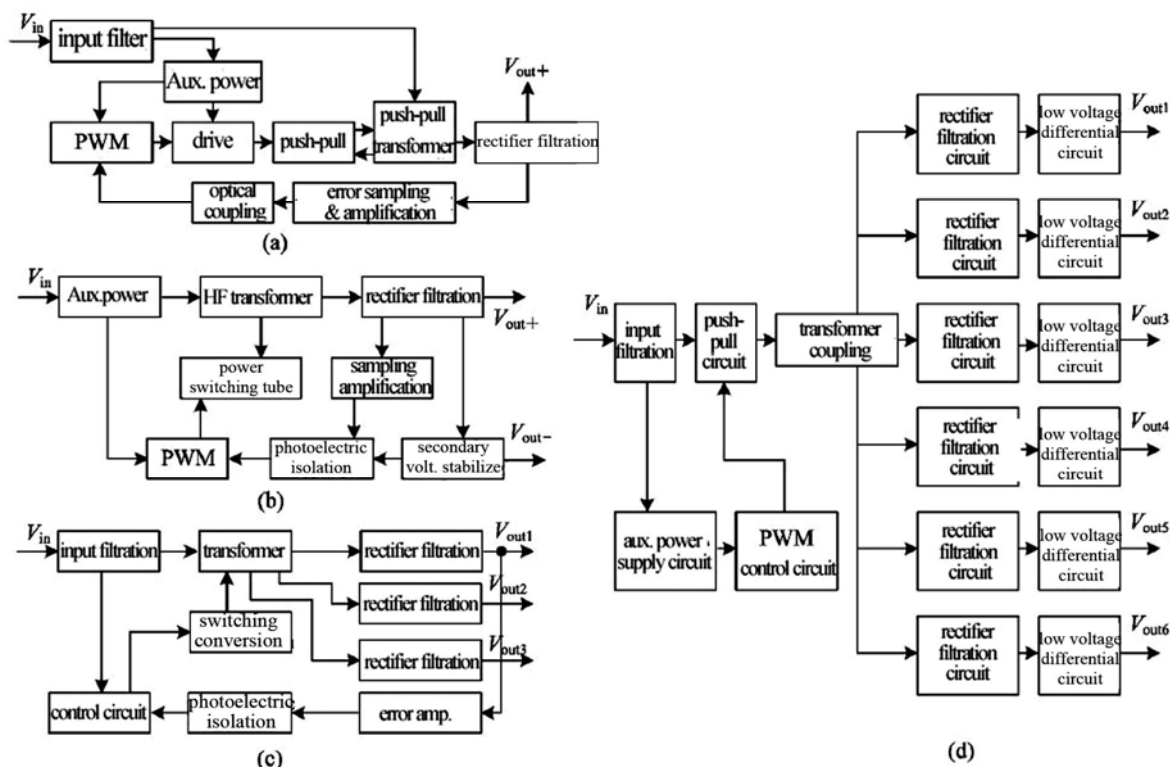 V_in
input filter
Aux. power
V_out+
PWM
drive
push-pull
push-pull
transformer
rectifier filtration
optical
coupling
error sampling
& amplification
(a)
V_in
Aux.power
HF transformer
rectifier filtration
V_out+
power
switching tube
sampling
amplification
PWM
photoelectric
isolation
secondary
volt. stabilize
V_out−
(b)
V_in
input filtration
transformer
rectifier filtration
V_out1
rectifier filtration
V_out2
switching
conversion
rectifier filtration
V_out3
control circuit
photoelectric
isolation
error amp.
(c)
V_in
input
filtration
push-
pull
circuit
transformer
coupling
aux. power
supply circuit
PWM
control circuit
rectifier
filtration
circuit
low voltage
differential
circuit
V_out1
rectifier
filtration
circuit
low voltage
differential
circuit
V_out2
rectifier
filtration
circuit
low voltage
differential
circuit
V_out3
rectifier
filtration
circuit
low voltage
differential
circuit
V_out4
rectifier
filtration
circuit
low voltage
differential
circuit
V_out5
rectifier
filtration
circuit
low voltage
differential
circuit
V_out6
(d)